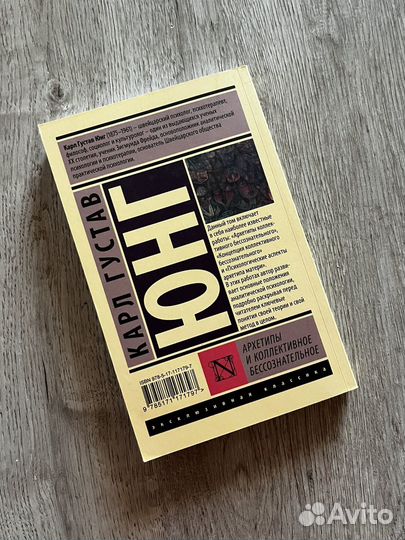 Карл Густав Юнг (1875–1961) — швейцарский психолог, психотерапевт,
философ, социолог и культуролог — один из выдающихся ученых
XX столетия, ученик Зигмунда Фрейда, основоположник аналитической
психологии и психотерапии, основатель Швейцарского общества
практической психологии.
КАРЛ ГУСТАВ
ЮНГ
Данный том включает
в себя наиболее известные
работы: «Архетипы коллек-
тивного бессознательного»,
«Концепция коллективного
бессознательного»
и «Психологические аспекты
архетипа матери».
В этих работах автор разви-
вает основные положения
аналитической психологии,
подробно раскрывая перед
читателем ключевые
понятия своей теории и свой
метод в целом.
ISBN 978-5-17-117179-7
9 785171 171797 >
N
АРХЕТИПЫ
И КОЛЛЕКТИВНОЕ
БЕССОЗНАТЕЛЬНОЕ
эксклюзивная классика
Avito